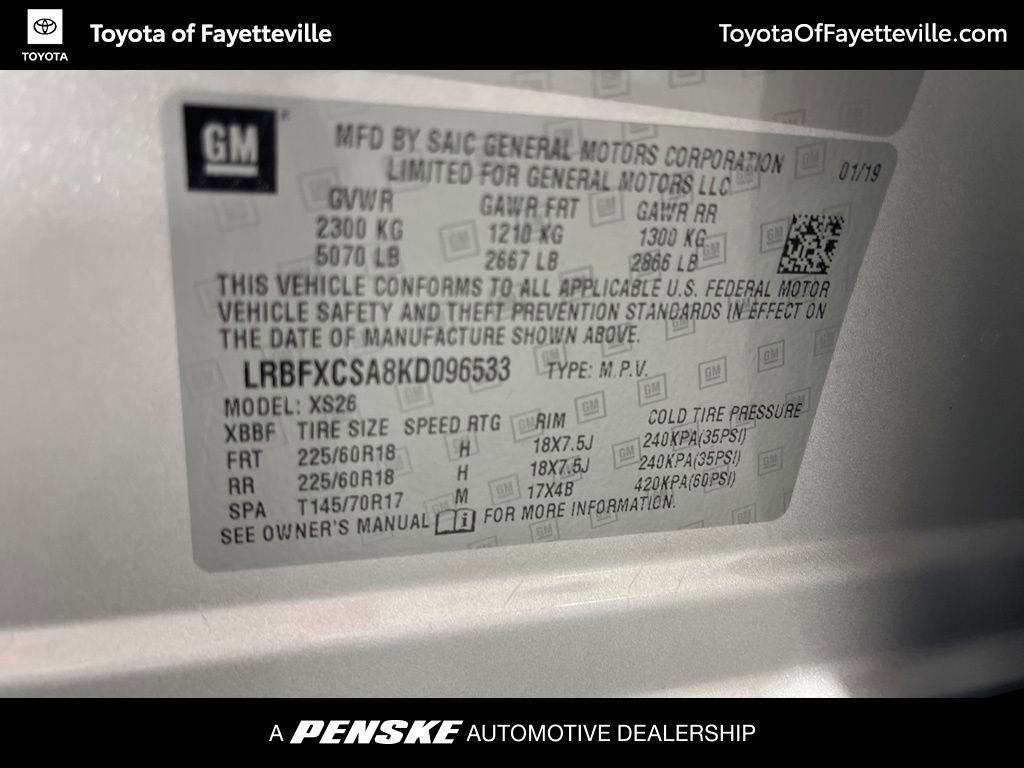 TOYOTA
Toyota of Fayetteville
ToyotaOfFayetteville.com
GM ®
MFD BY SAIC GENERAL MOTORS CORPORATION
LIMITED FOR GENERAL MOTORS LLC
01/19
GVWR GAWR FRT GAWR RR
2300 KG 1210 KG 1300 KG
5070 LB 2667 LB 2866 LB
THIS VEHICLE CONFORMS TO ALL APPLICABLE U.S. FEDERAL MOTOR
VEHICLE SAFETY AND THEFT PREVENTION STANDARDS IN EFFECT ON
THE DATE OF MANUFACTURE SHOWN ABOVE.
LRBFXCSA8KD096533 TYPE: M.P.V.
MODEL: XS26
XBBF TIRE SIZE SPEED RTG RIM COLD TIRE PRESSURE
FRT 225/60R18 H 18X7.5J 240KPA(35PSI)
RR 225/60R18 H 18X7.5J 240KPA(35PSI)
SPA T145/70R17 M 17X4B 420KPA(60PSI)
SEE OWNER'S MANUAL i FOR MORE INFORMATION.
A PENSKE AUTOMOTIVE DEALERSHIP